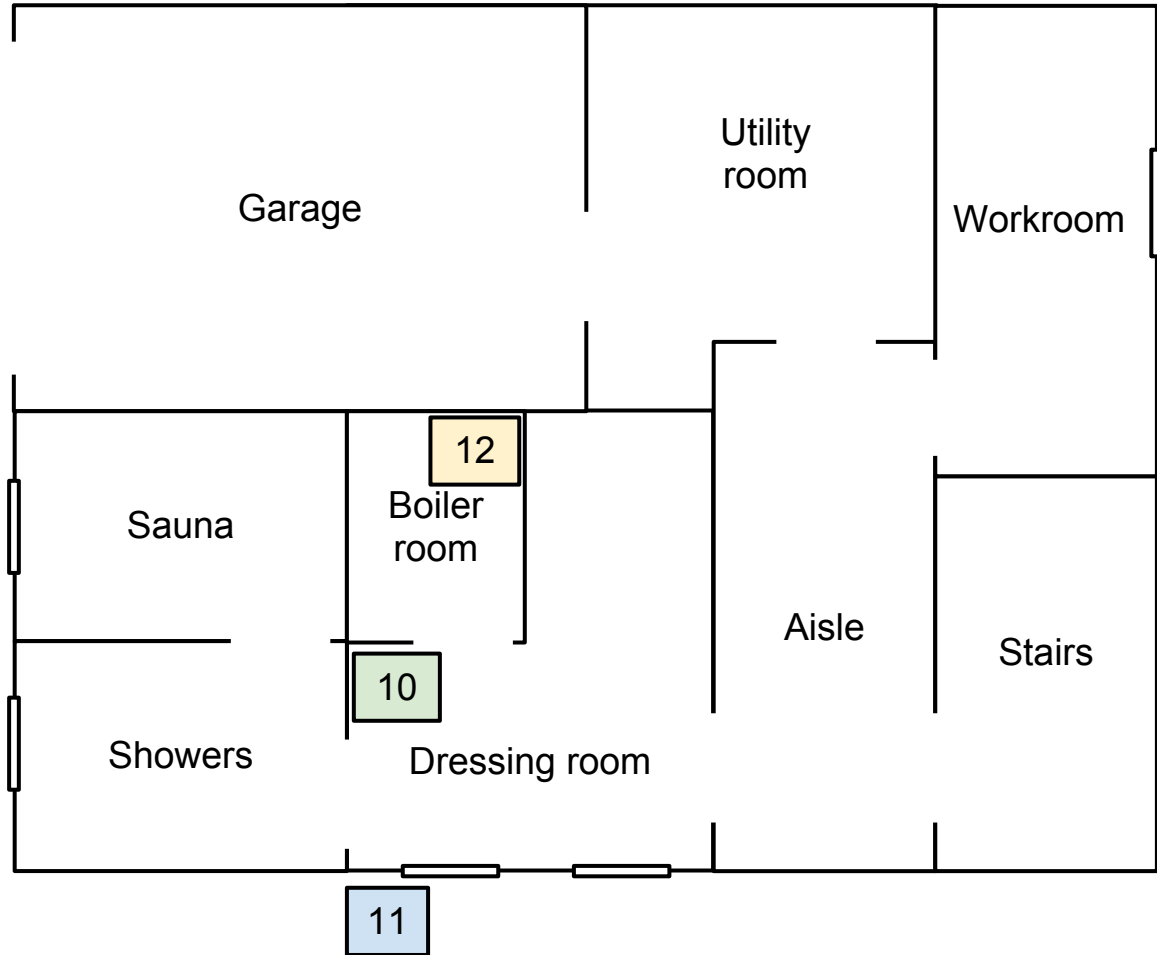 Utility
room
Garage
Workroom
12
Boiler
room
Sauna
Aisle
Stairs
10
Showers
Dressing room
11